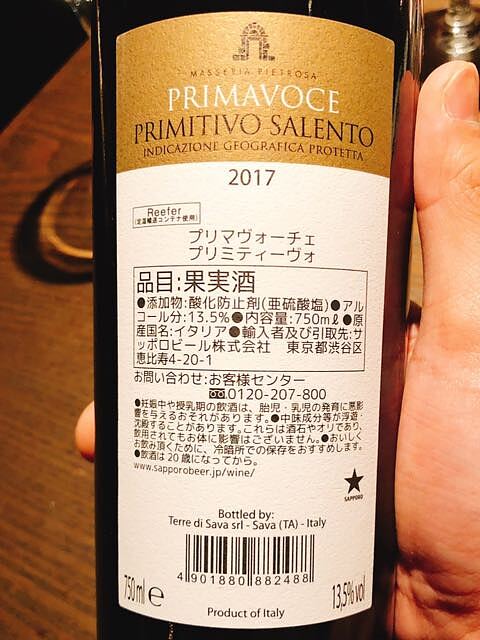 MASSERIA PIETROSA
PRIMAVOCE
PRIMITIVO SALENTO
INDICAZIONE GEOGRAFICA PROTETTA
2017
Reefer
(定温輸送コンテナ使用)
プリマヴォーチェ
プリミティーヴォ
品目:果実酒
●添加物:酸化防止剤(亜硫酸塩)●アル
コール分:13.5%●内容量:750mℓ●原
産国名:イタリア●輸入者及び引取先:サ
ッポロビール株式会社 東京都渋谷区
恵比寿4-20-1
お問い合わせ:お客様センター
0120-207-800
●妊娠中や授乳期の飲酒は、胎児・乳児の発育に悪影
響を与えるおそれがあります。●中味成分等が浮遊・
沈殿することがあります。これらは酒石やオリであり、
飲用されてもお体に影響はございません。●おいしく
お飲み頂くために、冷暗所での保存をおすすめします。
●飲酒は20歳になってから。
www.sapporobeer.jp/wine/
SAPPORO
Bottled by:
Terre di Sava srl - Sava (TA) - Italy
4 901880 882488
750ml e
13,5% vol
Product of Italy